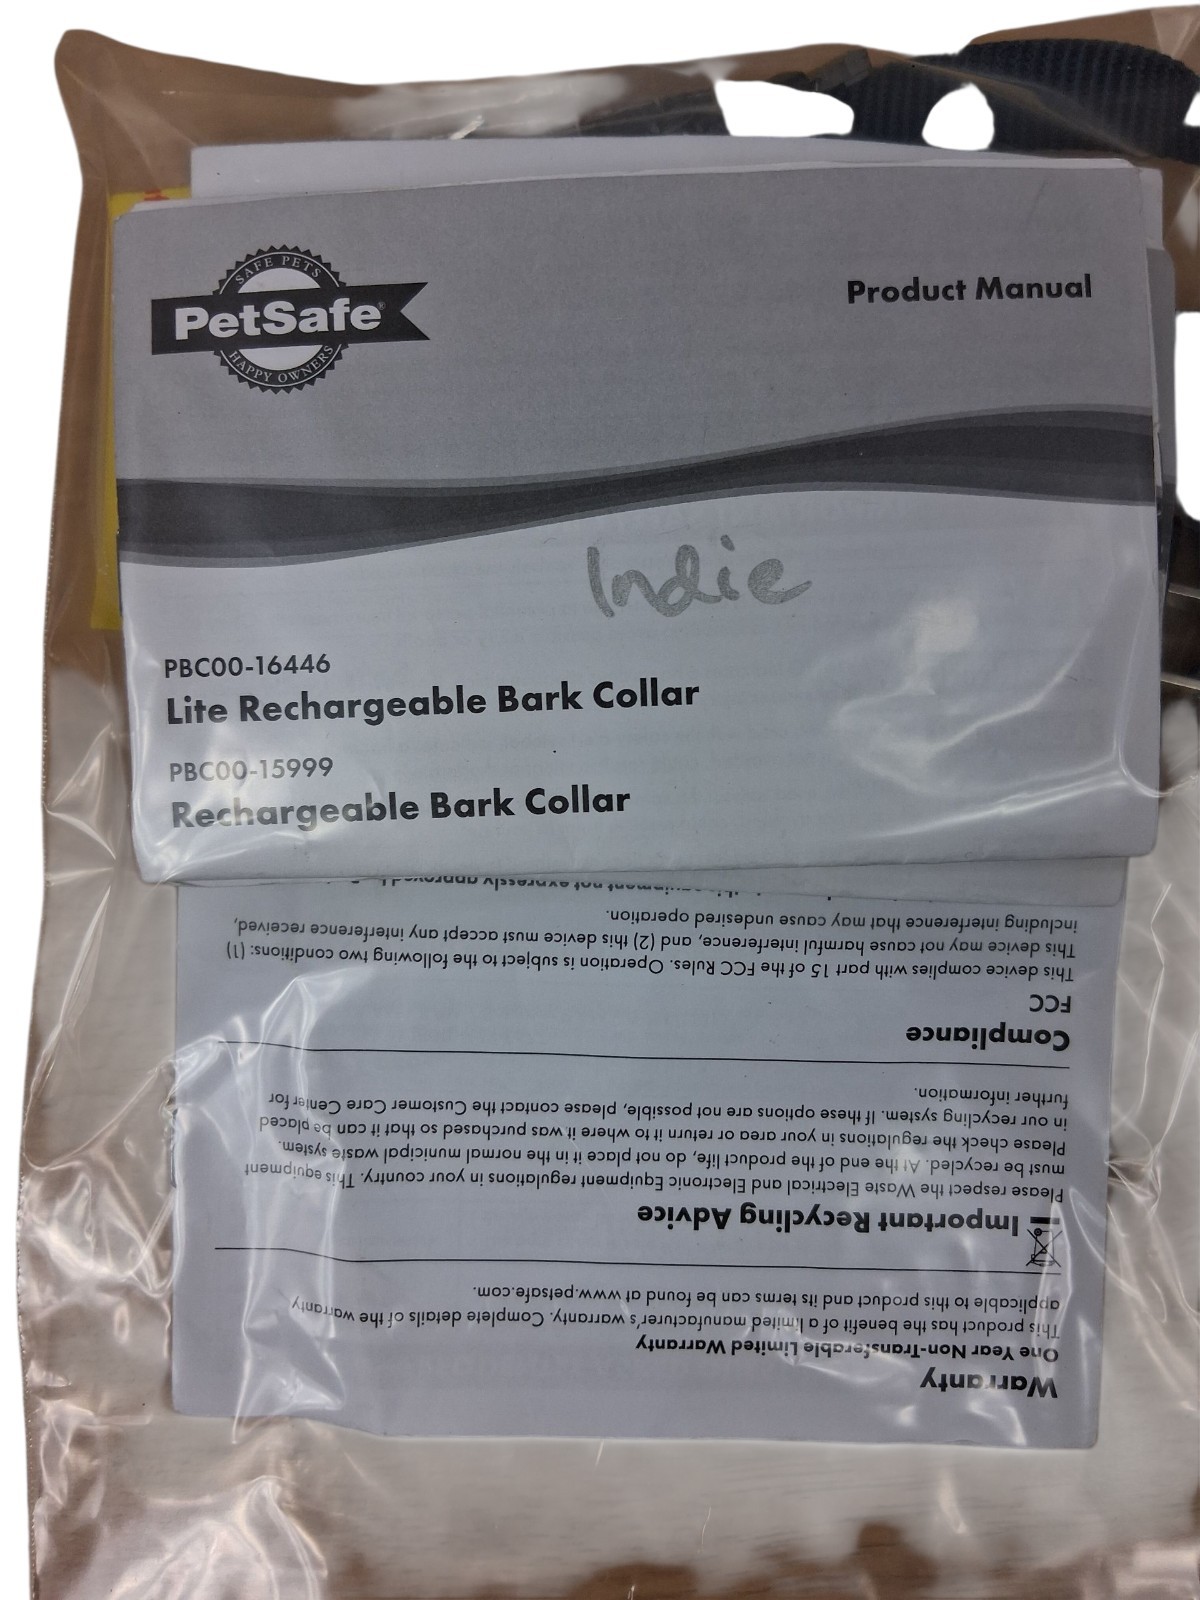 SAFE PETS
PetSafe®
HAPPY OWNERS
Product Manual
Indie
PBC00-16446
Lite Rechargeable Bark Collar
PBC00-15999
Rechargeable Bark Collar
Warranty
One Year Non-Transferable Limited Warranty
This product has the benefit of a limited manufacturer's warranty. Complete details of the warranty
applicable to this product and its terms can be found at www.petsafe.com.
Important Recycling Advice
Please respect the Waste Electrical and Electronic Equipment regulations in your country. This equipment
must be recycled. At the end of the product life, do not place it in the normal municipal waste system.
Please check the regulations in your area or return it to where it was purchased so that it can be placed
in our recycling system. If these options are not possible, please contact the Customer Care Center for
further information.
Compliance
FCC
This device complies with part 15 of the FCC Rules. Operation is subject to the following two conditions: (1)
This device may not cause harmful interference, and (2) this device must accept any interference received,
including interference that may cause undesired operation.
equipment not expressly approved